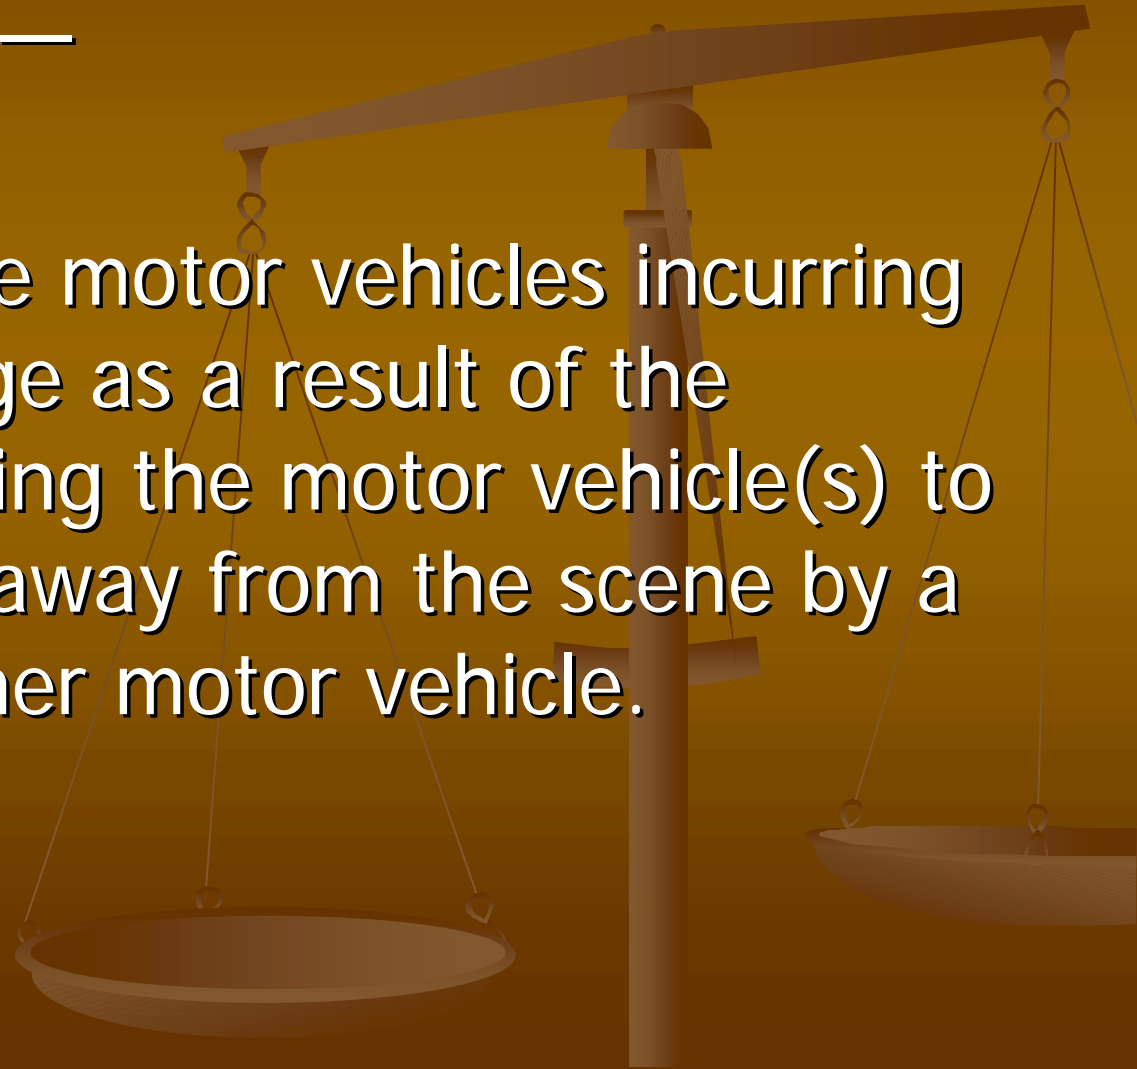 e motor vehicles incurring
ge as a result of the
ing the motor vehicle(s) to
away from the scene by a
her motor vehicle.